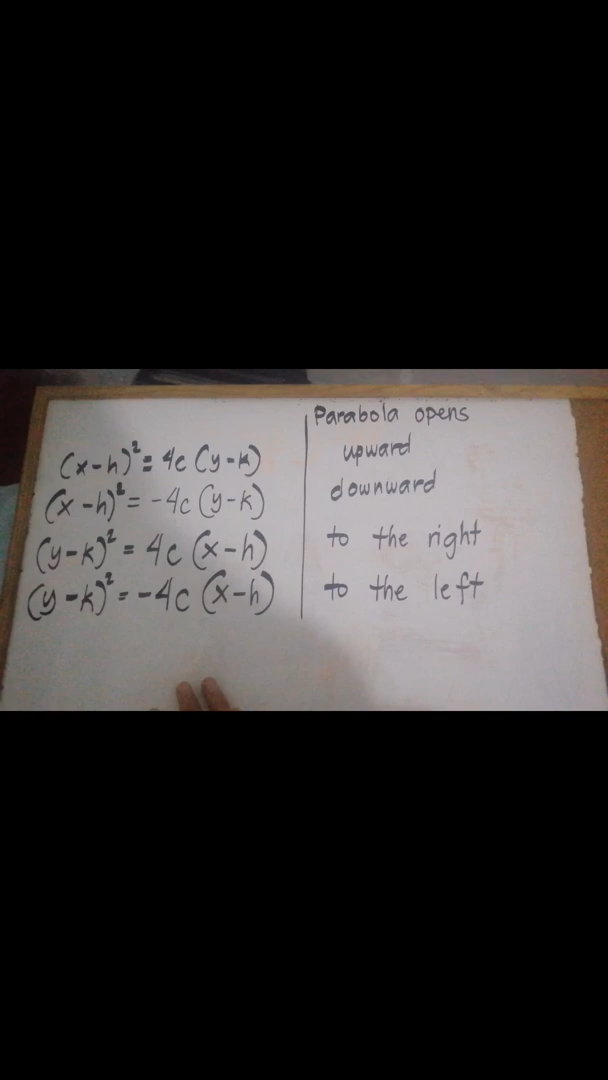 Parabola opens
(x-h)² = 4c (y-k) upward
(x-h)² = -4c (y-k) downward
(y-k)² = 4c (x-h) to the right
(y-k)² = -4c (x-h) to the left